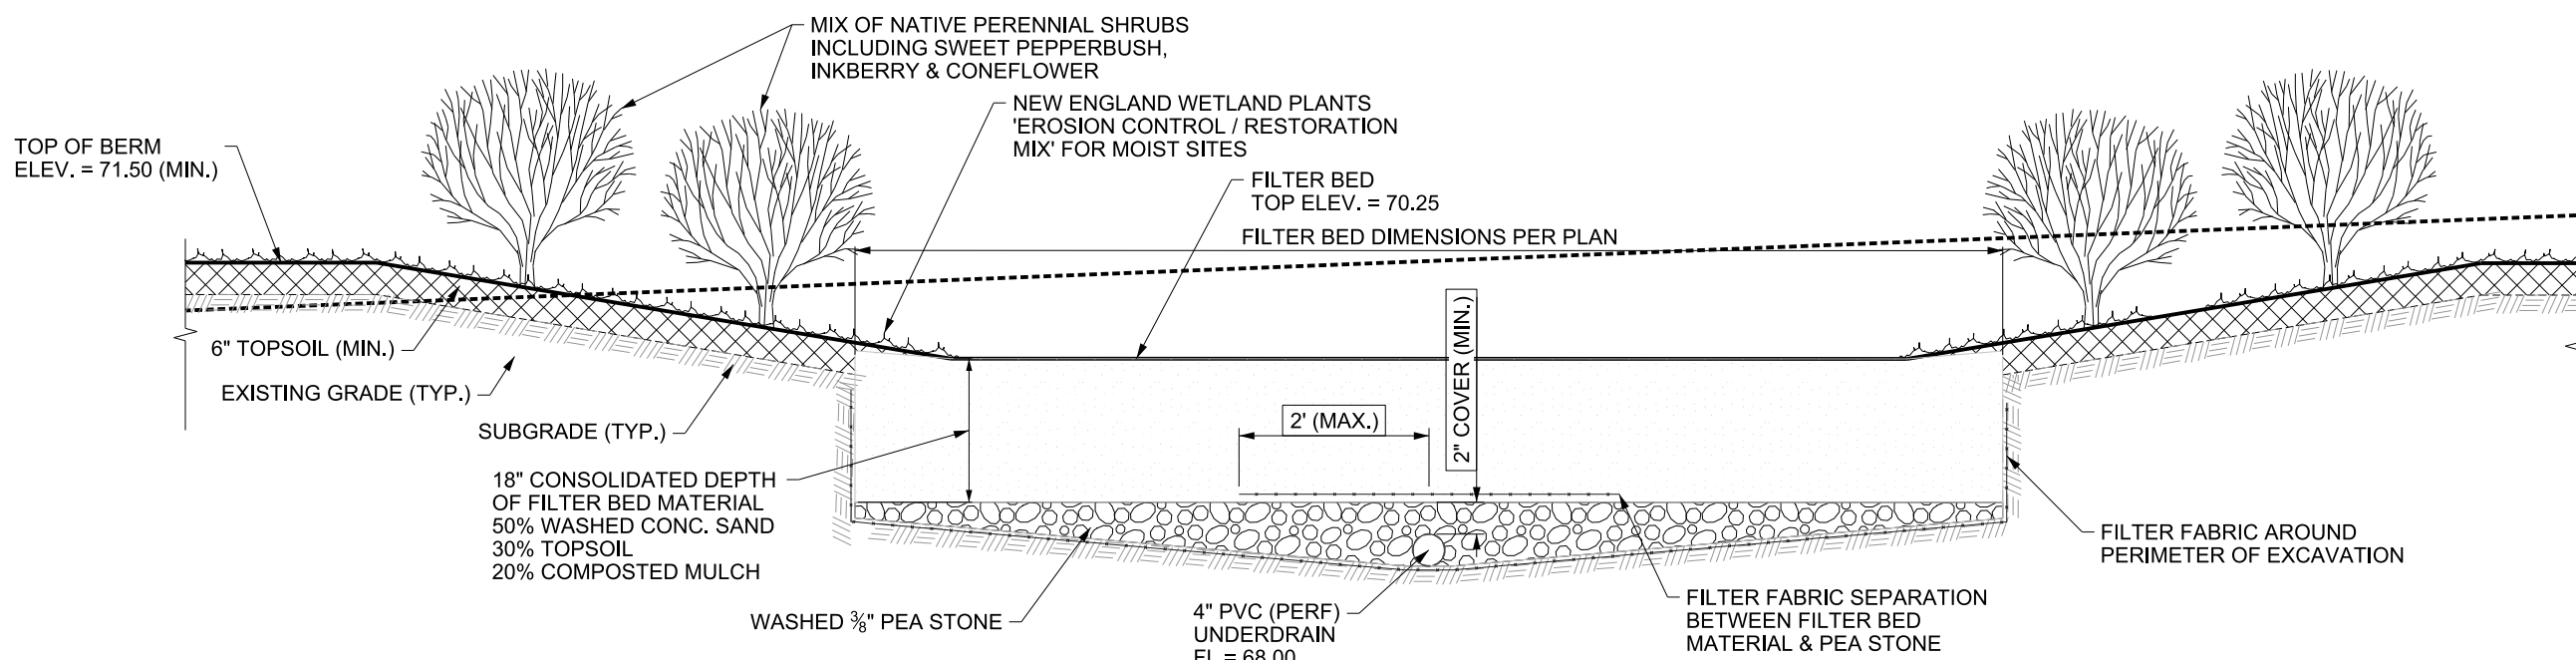 MIX OF NATIVE PERENNIAL SHRUBS
INCLUDING SWEET PEPPERBUSH,
INKBERRY & CONEFLOWER
NEW ENGLAND WETLAND PLANTS
'EROSION CONTROL / RESTORATION
MIX' FOR MOIST SITES
TOP OF BERM
ELEV. = 71.50 (MIN.)
FILTER BED
TOP ELEV. = 70.25
FILTER BED DIMENSIONS PER PLAN
6" TOPSOIL (MIN.)
EXISTING GRADE (TYP.)
SUBGRADE (TYP.)
2' (MAX.)
2" COVER (MIN.)
18" CONSOLIDATED DEPTH
OF FILTER BED MATERIAL
50% WASHED CONC. SAND
30% TOPSOIL
20% COMPOSTED MULCH
WASHED ⅜" PEA STONE
4" PVC (PERF)
UNDERDRAIN
FL = 68.00
FILTER FABRIC SEPARATION
BETWEEN FILTER BED
MATERIAL & PEA STONE
FILTER FABRIC AROUND
PERIMETER OF EXCAVATION